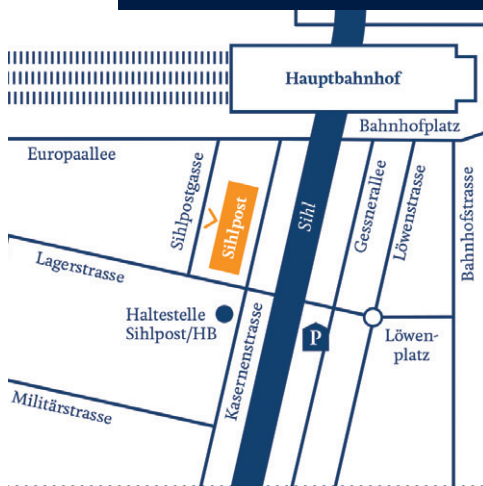 Hauptbahnhof
Bahnhofplatz
Europaallee
Sihlpostgasse
Sihlpost
Sihl
Gessnerallee
Löwenstrasse
Bahnhofstrasse
Lagerstrasse
Haltestelle
Sihlpost/HB
Kasernenstrasse
P
Löwen-
platz
Militärstrasse